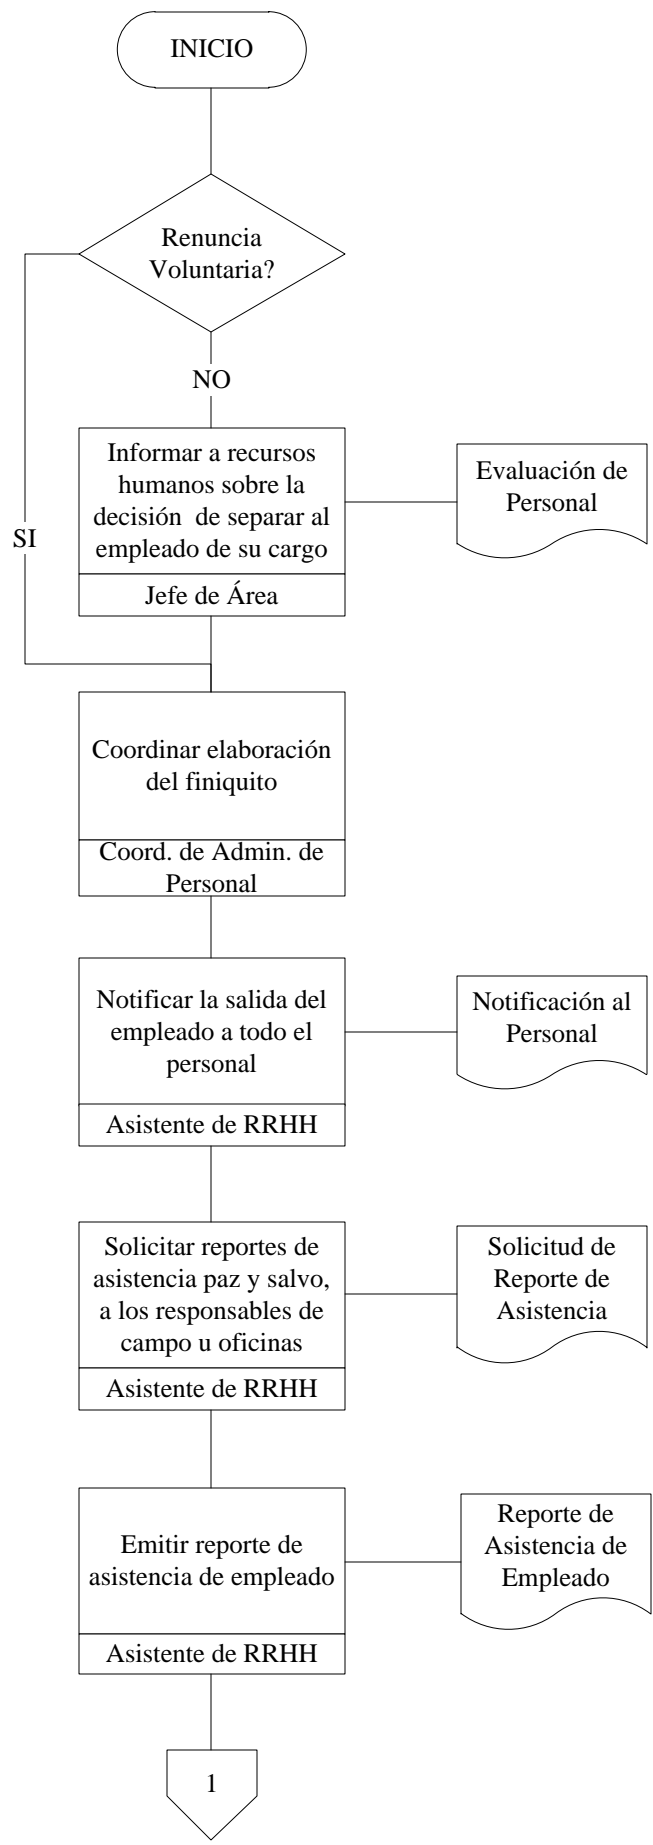 INICIO
Renuncia
Voluntaria?
NO
SI
Informar a recursos
humanos sobre la
decisión  de separar al
empleado de su cargo
Jefe de Área
Evaluación de
Personal
Coordinar elaboración
del finiquito
Coord. de Admin. de
Personal
Notificar la salida del
empleado a todo el
personal
Asistente de RRHH
Notificación al
Personal
Solicitar reportes de
asistencia paz y salvo,
a los responsables de
campo u oficinas
Asistente de RRHH
Solicitud de
Reporte de
Asistencia
Emitir reporte de
asistencia de empleado
Asistente de RRHH
Reporte de
Asistencia de
Empleado
1